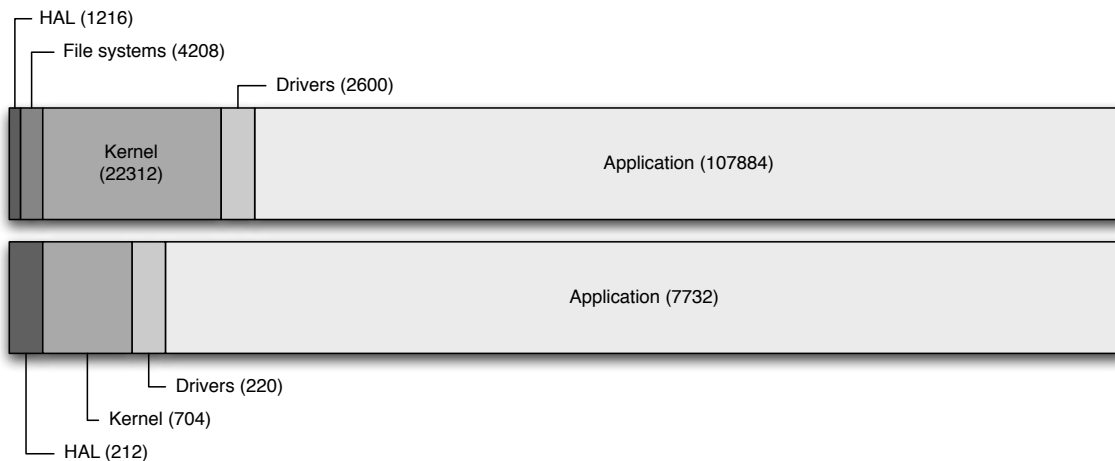 HAL (1216)
File systems (4208)
Drivers (2600)
Kernel
(22312)
Application (107884)
Application (7732)
Drivers (220)
Kernel (704)
HAL (212)